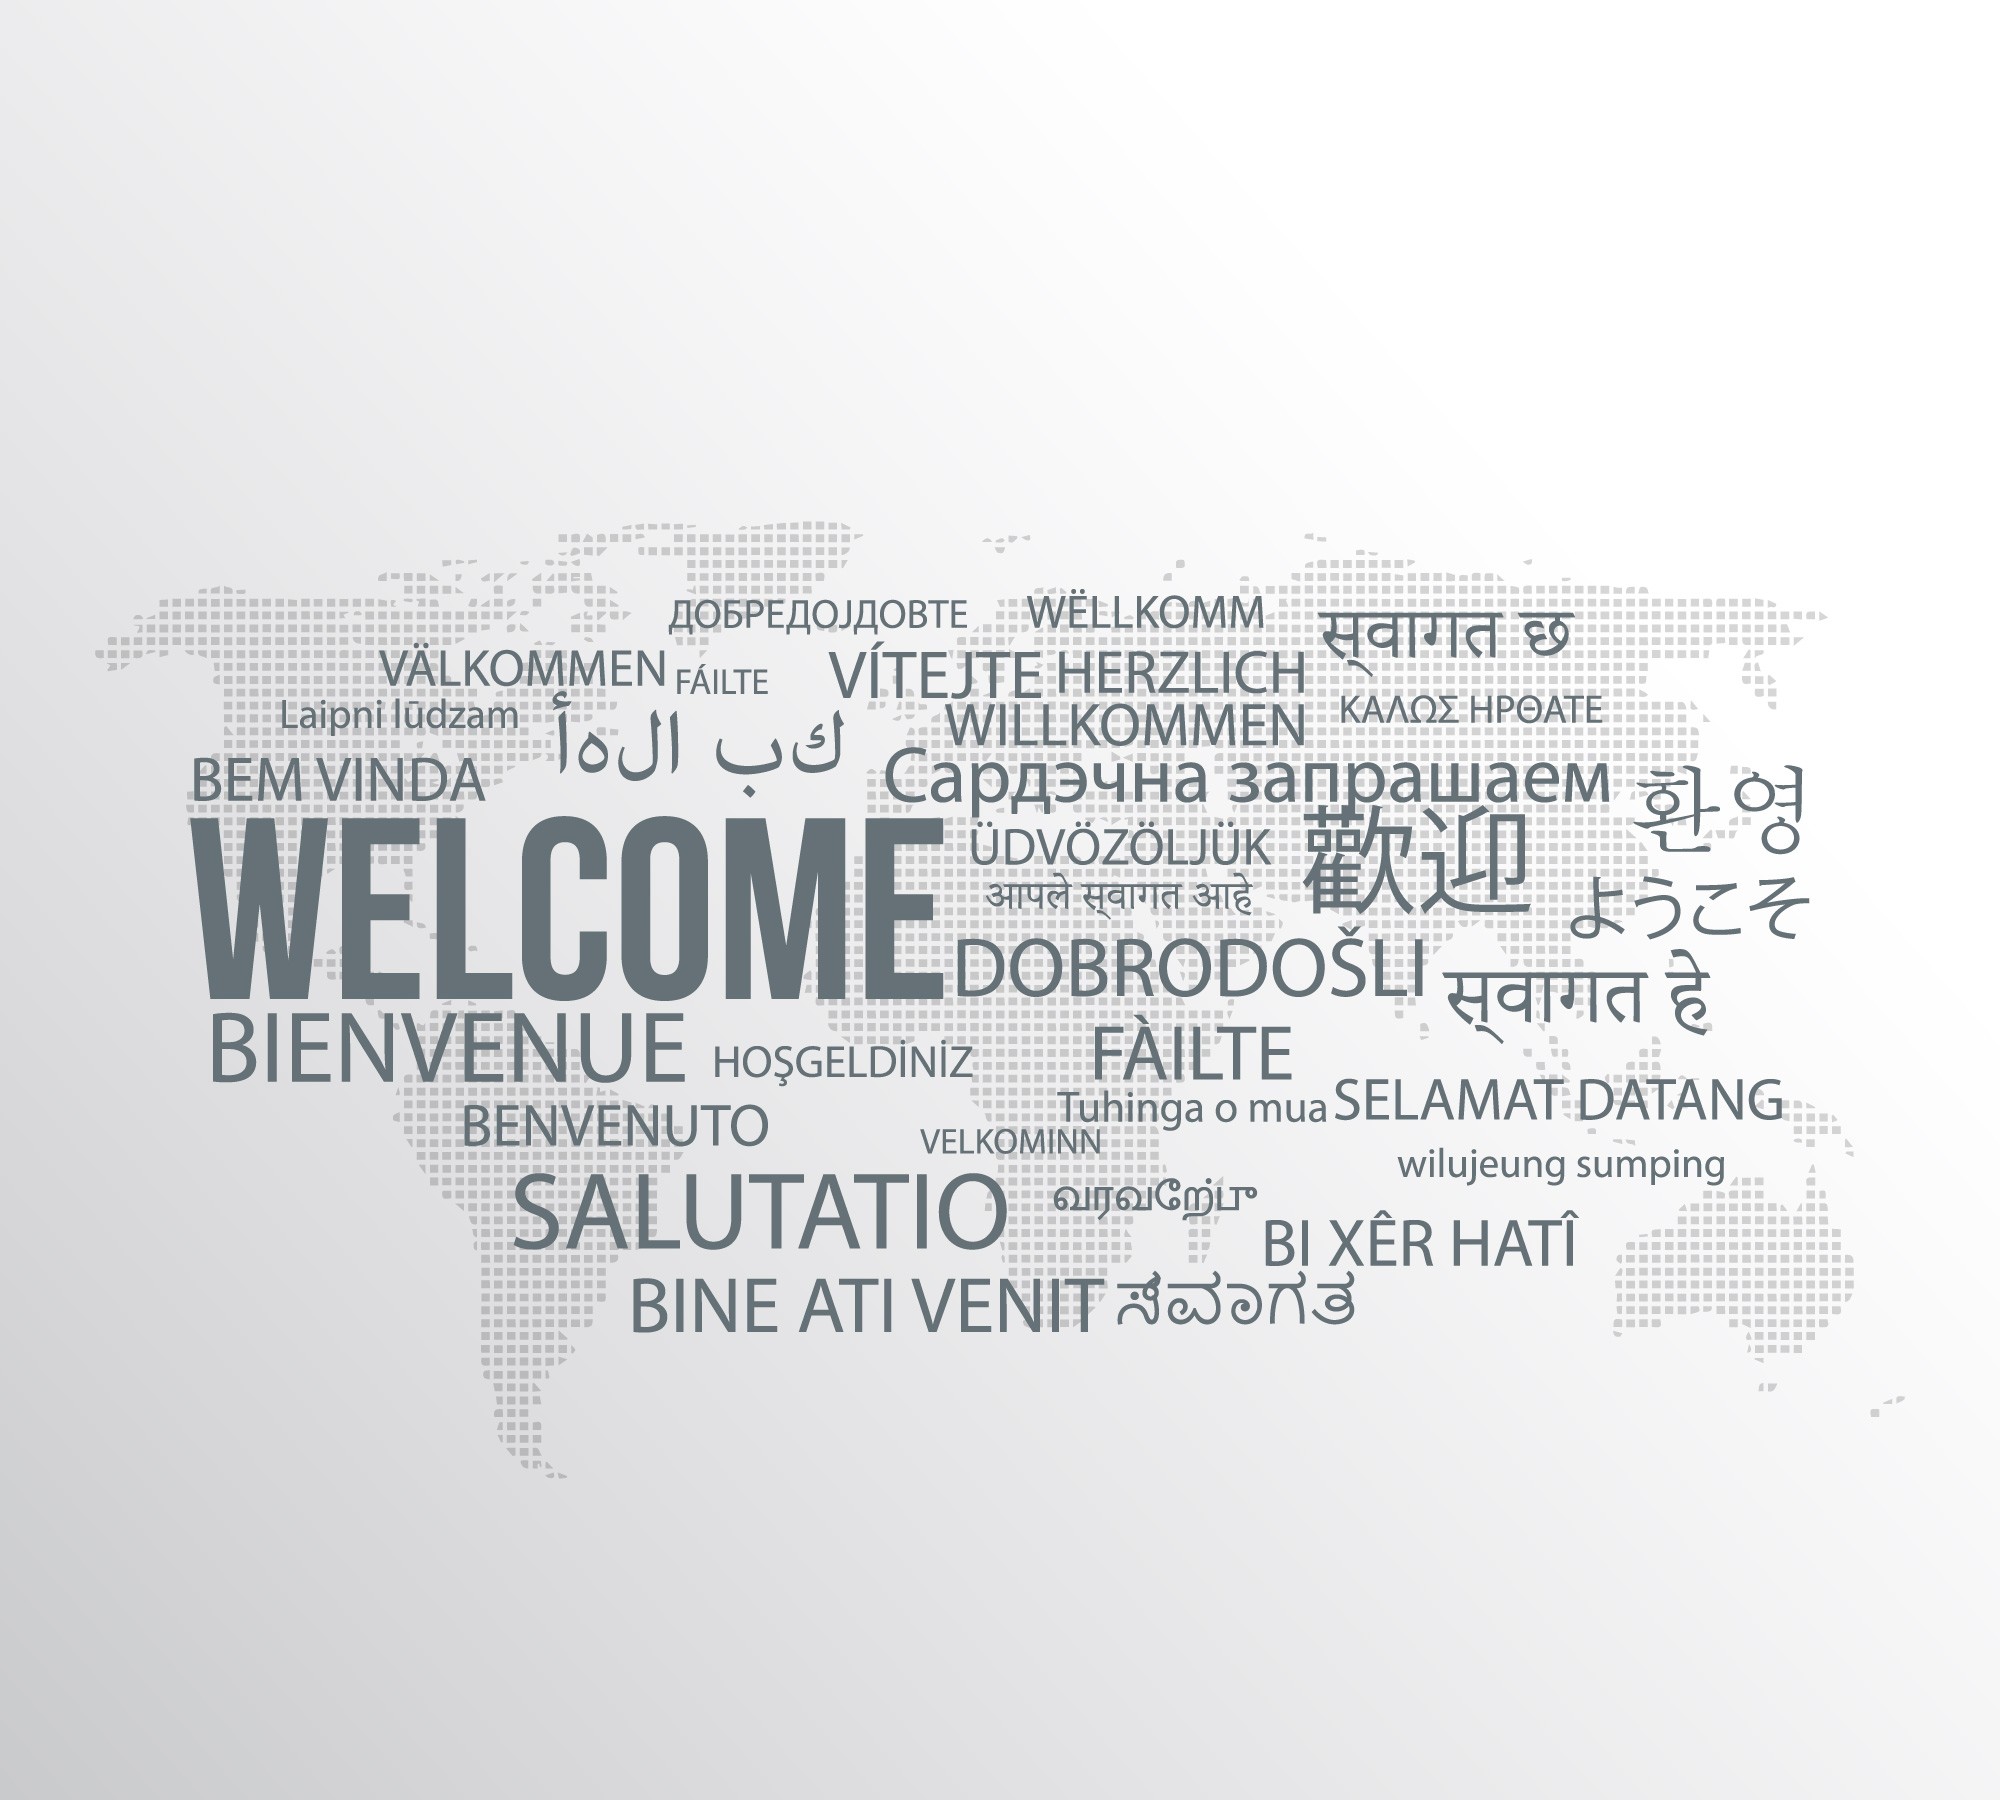 ДОБРЕДОЈДОВТЕ
WËLLKOMM
स्वागत छ
VÄLKOMMEN
FÁILTE
VÍTEJTE
HERZLICH
WILLKOMMEN
Laipni lūdzam
ΚΑΛΩΣ ΗΡΘΑΤΕ
أهلا بك
BEM VINDA
Сардэчна запрашаем
환영
WELCOME
ÜDVÖZÖLJÜK
歡迎
आपले स्वागत आहे
ようこそ
DOBRODOŠLI
स्वागत हे
BIENVENUE
HOŞGELDİNİZ
FÀILTE
Tuhinga o mua
SELAMAT DATANG
BENVENUTO
VELKOMINN
wilujeung sumping
SALUTATIO
BI XÊR HATÎ
BINE ATI VENIT